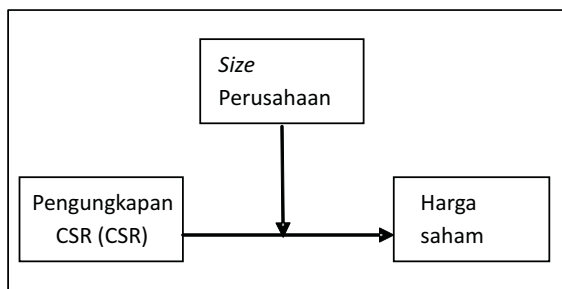 Size
Perusahaan
Pengungkapan
CSR (CSR)
Harga
saham